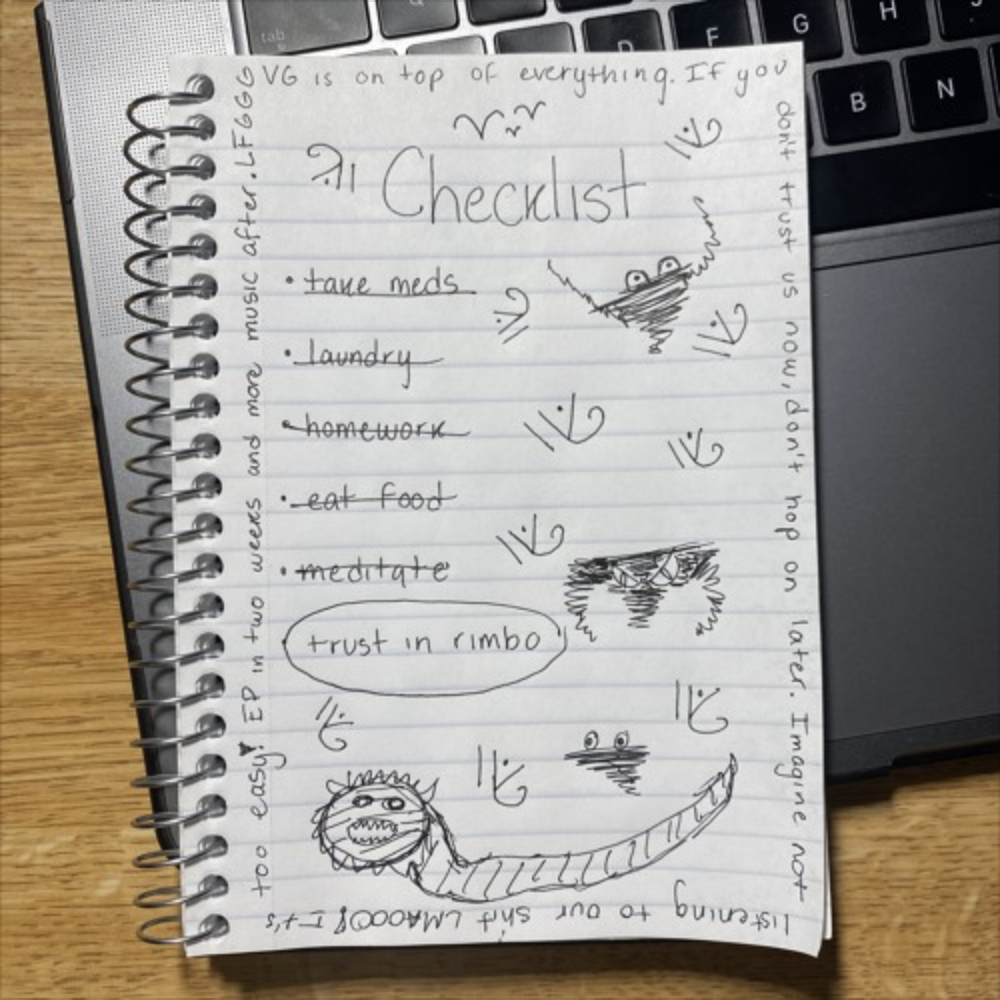 VG is on top of everything. If you
don't trust us now, don't hop on later. Imagine not
listening to our shit LMAOOO! It's
too easy! EP in two weeks and more music after. LFGGG
Checklist
• take meds
• laundry
• homework
• eat food
• meditate
trust in rimbo
tab
D
F
G
H
B
N